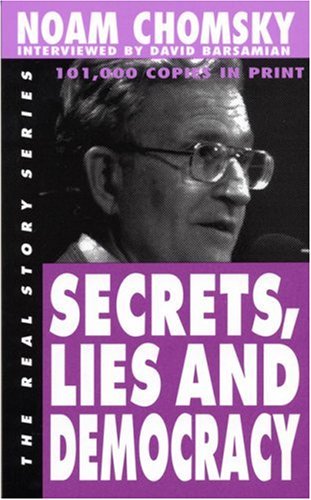 NOAM CHOMSKY
INTERVIEWED BY DAVID BARSAMIAN
101,000 COPIES IN PRINT
THE REAL STORY SERIES
SECRETS,
LIES AND
DEMOCRACY